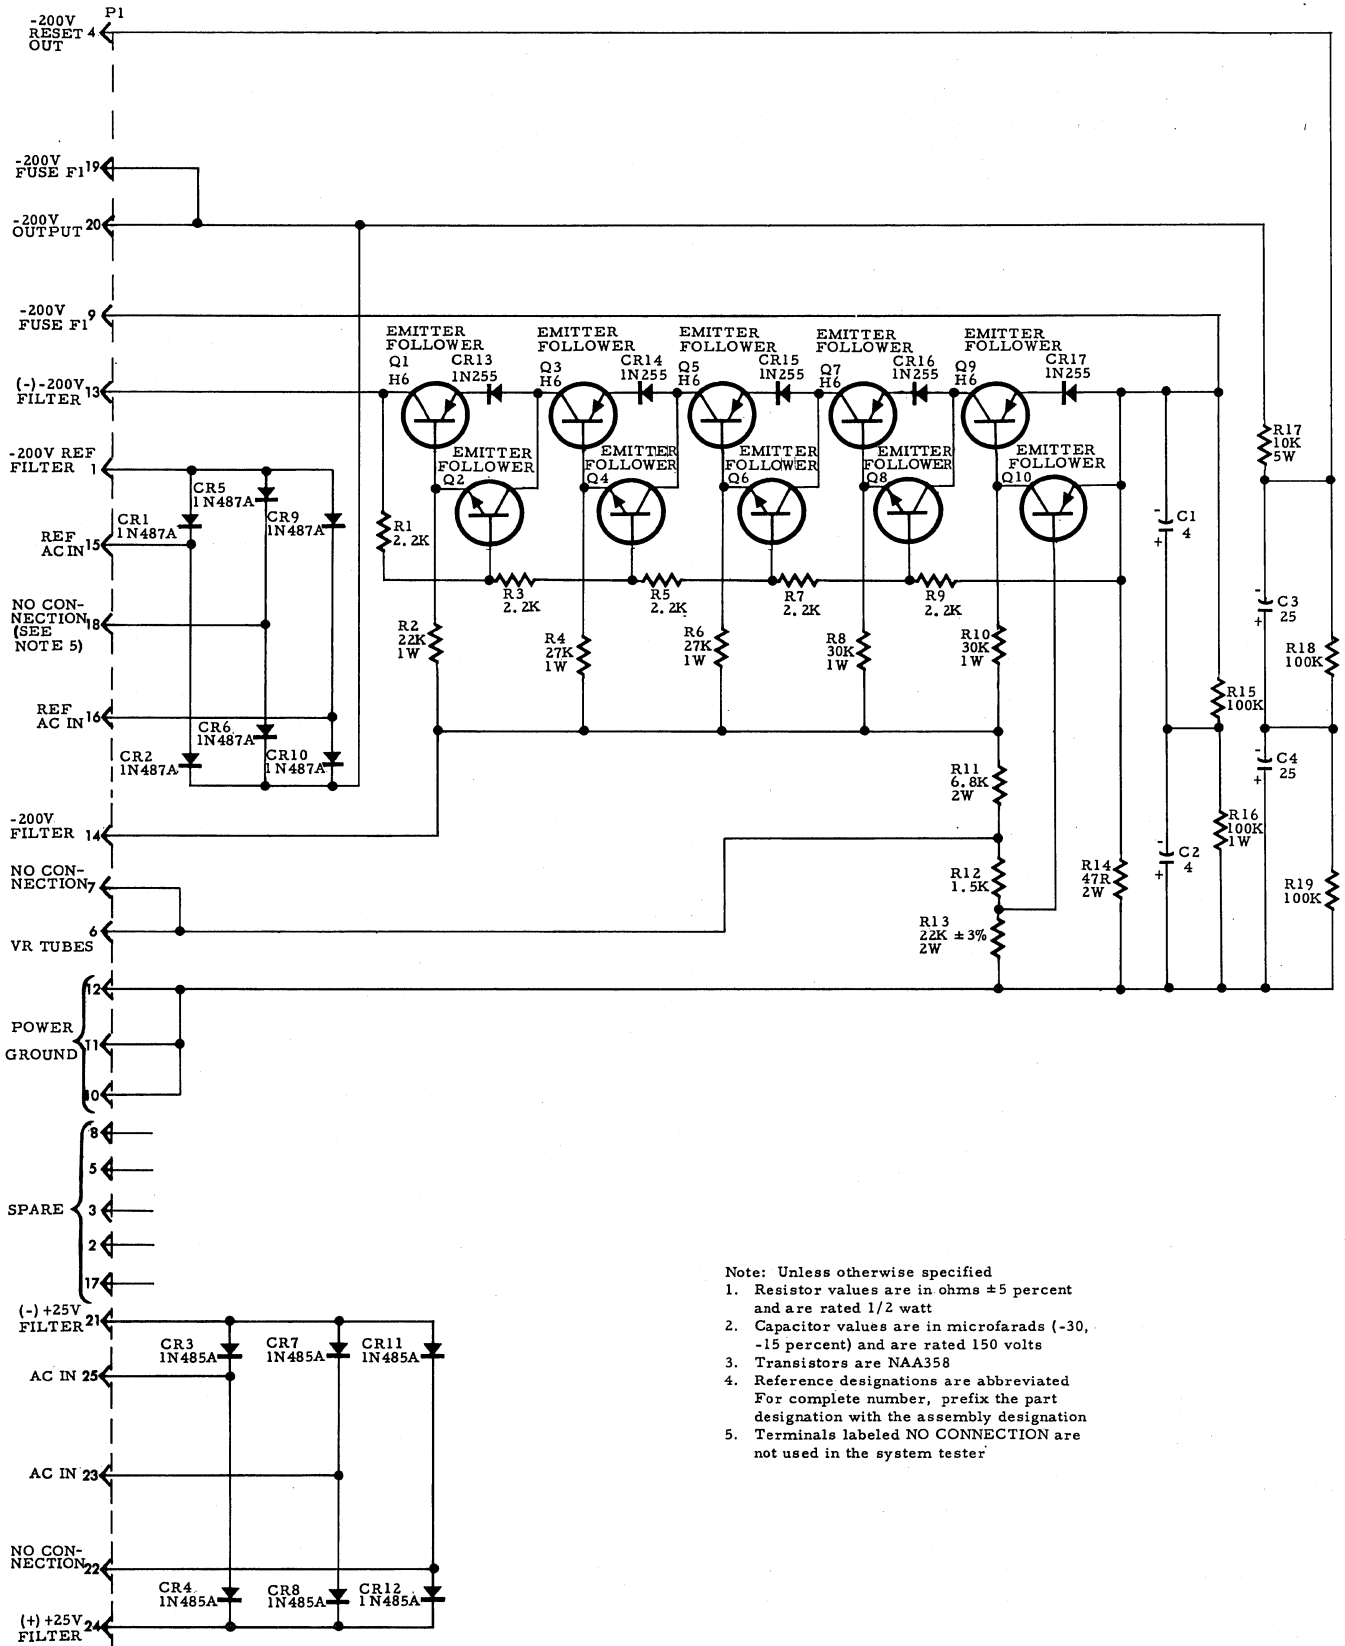 P1
-200V
RESET 4
OUT
-200V
FUSE F1 19
-200V
OUTPUT 20
-200V
FUSE F1 9
(-) -200V
FILTER 13
-200V REF
FILTER 1
REF
AC IN 15
NO CON-
NECTION 18
(SEE
NOTE 5)
REF
AC IN 16
-200V
FILTER 14
NO CON-
NECTION 7
6
VR TUBES
12
POWER
GROUND 11
10
8
5
SPARE 3
2
17
(-) +25V
FILTER 21
AC IN 25
AC IN 23
NO CON-
NECTION 22
(+) +25V
FILTER 24
CR5
1N487A
CR1
1N487A
CR9
1N487A
CR6
1N487A
CR2
1N487A
CR10
1N487A
EMITTER
FOLLOWER
Q1
H6
CR13
1N255
EMITTER
FOLLOWER
Q3
H6
CR14
1N255
EMITTER
FOLLOWER
Q5
H6
CR15
1N255
EMITTER
FOLLOWER
Q7
H6
CR16
1N255
EMITTER
FOLLOWER
Q9
H6
CR17
1N255
EMITTER
FOLLOWER
Q2
EMITTER
FOLLOWER
Q4
EMITTER
FOLLOWER
Q6
EMITTER
FOLLOWER
Q8
EMITTER
FOLLOWER
Q10
R1
2.2K
R3
2.2K
R5
2.2K
R7
2.2K
R9
2.2K
R2
22K
1W
R4
27K
1W
R6
27K
1W
R8
30K
1W
R10
30K
1W
R11
6.8K
2W
R12
1.5K
R13
22K ±3%
2W
R14
47R
2W
- C1
+ 4
- C2
+ 4
R15
100K
R16
100K
1W
R17
10K
5W
- C3
+ 25
- C4
+ 25
R18
100K
R19
100K
CR3
1N485A
CR7
1N485A
CR11
1N485A
CR4
1N485A
CR8
1N485A
CR12
1N485A
Note: Unless otherwise specified
1. Resistor values are in ohms ±5 percent
and are rated 1/2 watt
2. Capacitor values are in microfarads (-30,
-15 percent) and are rated 150 volts
3. Transistors are NAA358
4. Reference designations are abbreviated
For complete number, prefix the part
designation with the assembly designation
5. Terminals labeled NO CONNECTION are
not used in the system tester